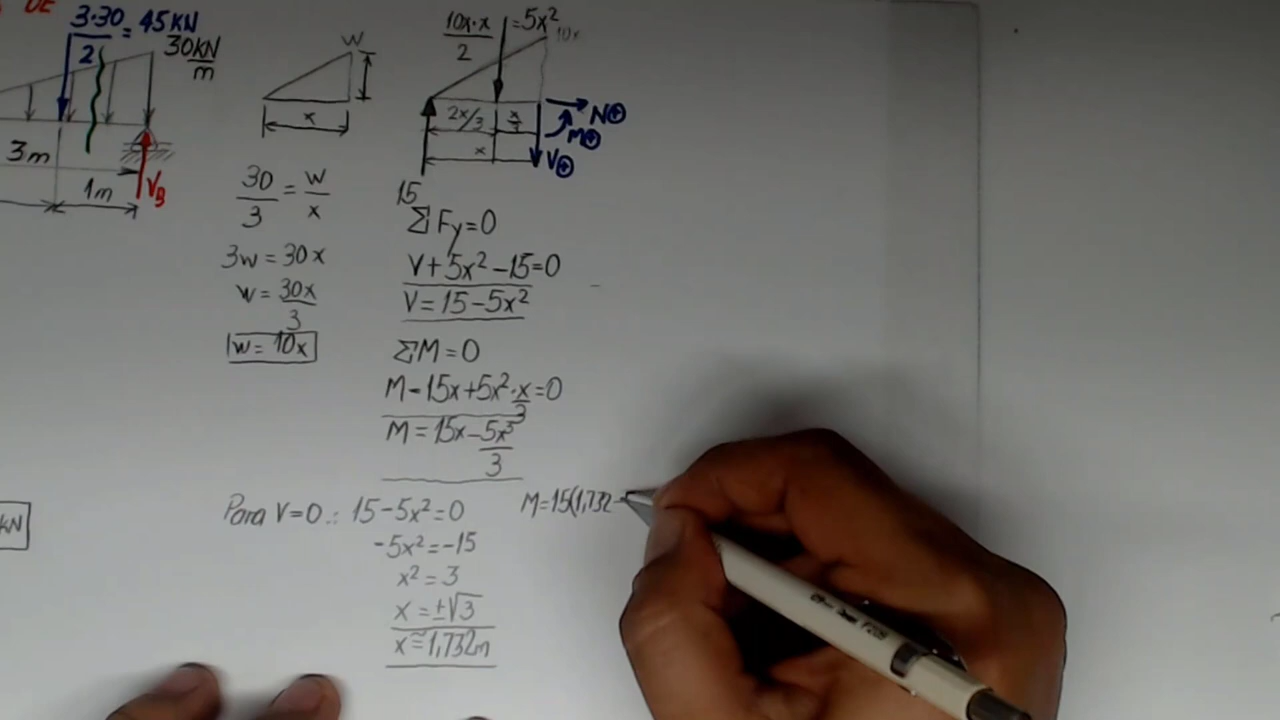 DE
3·30/2 = 45KN
30KN/m
3m
1m
VB
KN
W
x
30/3 = W/x
3W = 30x
W = 30x/3
W = 10x
10x·x/2 = 5x²
10x
2x/3
x/3
x
N⊕
M⊕
V⊕
15
ΣFy=0
V+5x²-15=0
V=15-5x²
ΣM=0
M-15x+5x²·x/3=0
M=15x-5x³/3
Para V=0 ∴ 15-5x²=0
-5x²=-15
x²=3
x=±√3
x≅1,732m
M=15(1,732